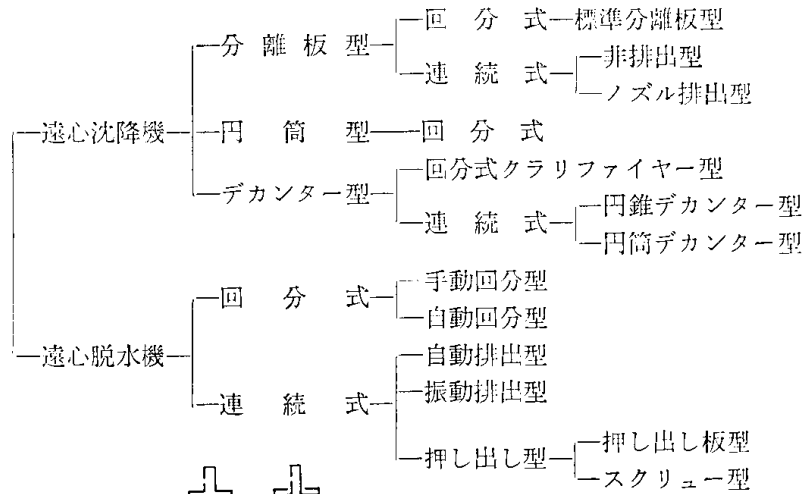 回分式―標準分離板型
分離板型
非排出型
連続式
ノズル排出型
遠心沈降機
円筒型
回分式
回分式クラリファイヤー型
デカンター型
円錐デカンター型
連続式
円筒デカンター型
手動回分型
回分式
自動回分型
遠心脱水機
自動排出型
振動排出型
連続式
押し出し板型
押し出し型
スクリュー型